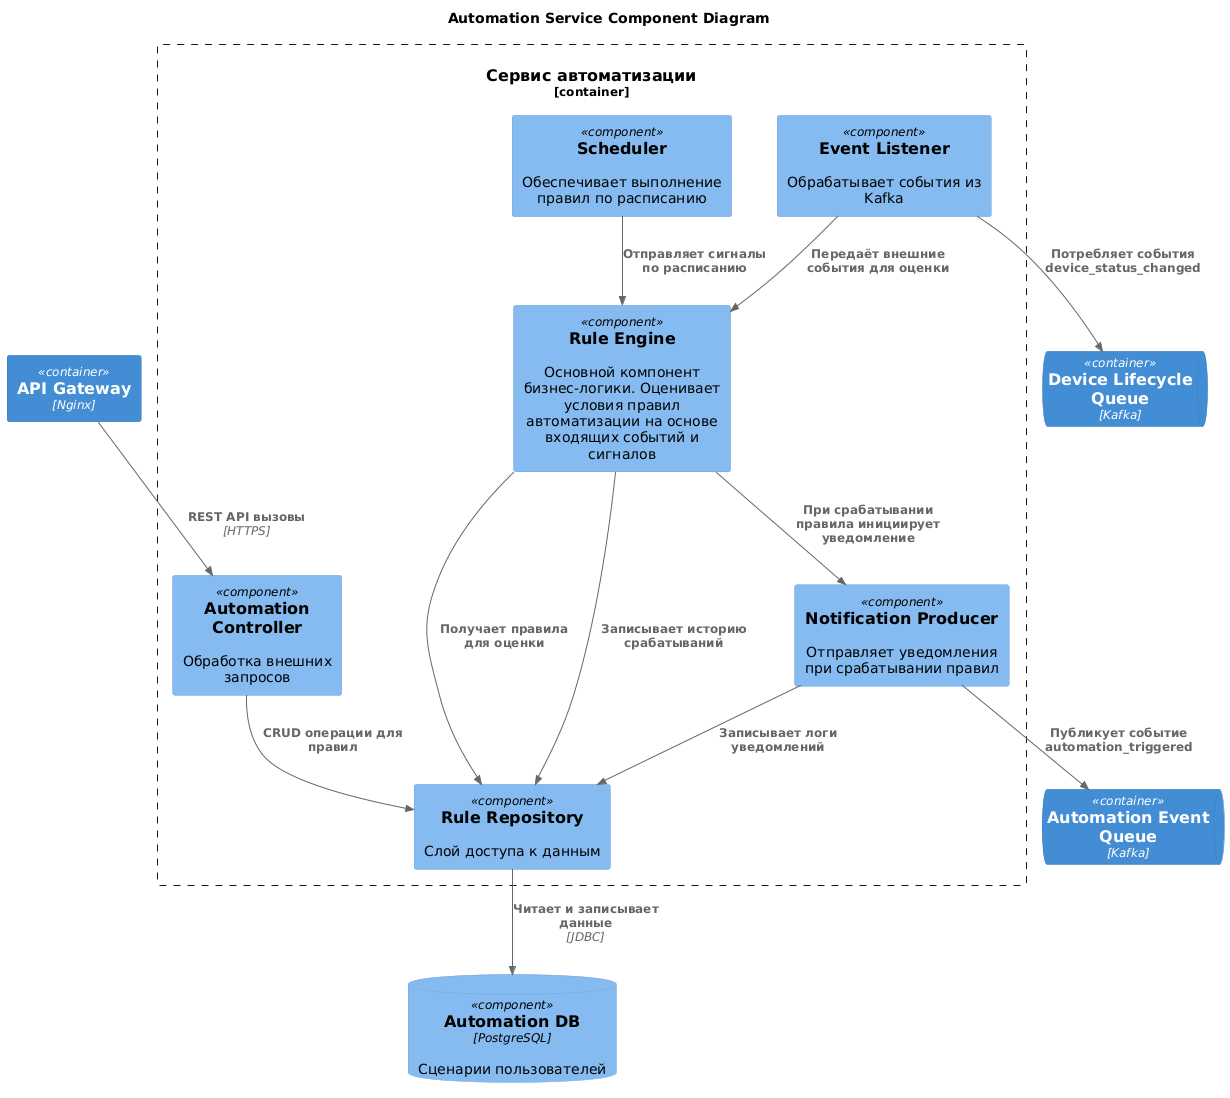 Automation Service Component Diagram
Сервис автоматизации
[container]
«component»
Scheduler
Обеспечивает выполнение
правил по расписанию
«component»
Event Listener
Обрабатывает события из
Kafka
Отправляет сигналы
по расписанию
Передаёт внешние
события для оценки
Потребляет события
device_status_changed
«component»
Rule Engine
Основной компонент
бизнес-логики. Оценивает
условия правил
автоматизации на основе
входящих событий и
сигналов
«container»
API Gateway
[Nginx]
«container»
Device Lifecycle
Queue
[Kafka]
REST API вызовы
[HTTPS]
При срабатывании
правила инициирует
уведомление
«component»
Automation
Controller
Обработка внешних
запросов
Получает правила
для оценки
Записывает историю
срабатываний
«component»
Notification Producer
Отправляет уведомления
при срабатывании правил
CRUD операции для
правил
Записывает логи
уведомлений
Публикует событие
automation_triggered
«component»
Rule Repository
Слой доступа к данным
«container»
Automation Event
Queue
[Kafka]
Читает и записывает
данные
[JDBC]
«component»
Automation DB
[PostgreSQL]
Сценарии пользователей